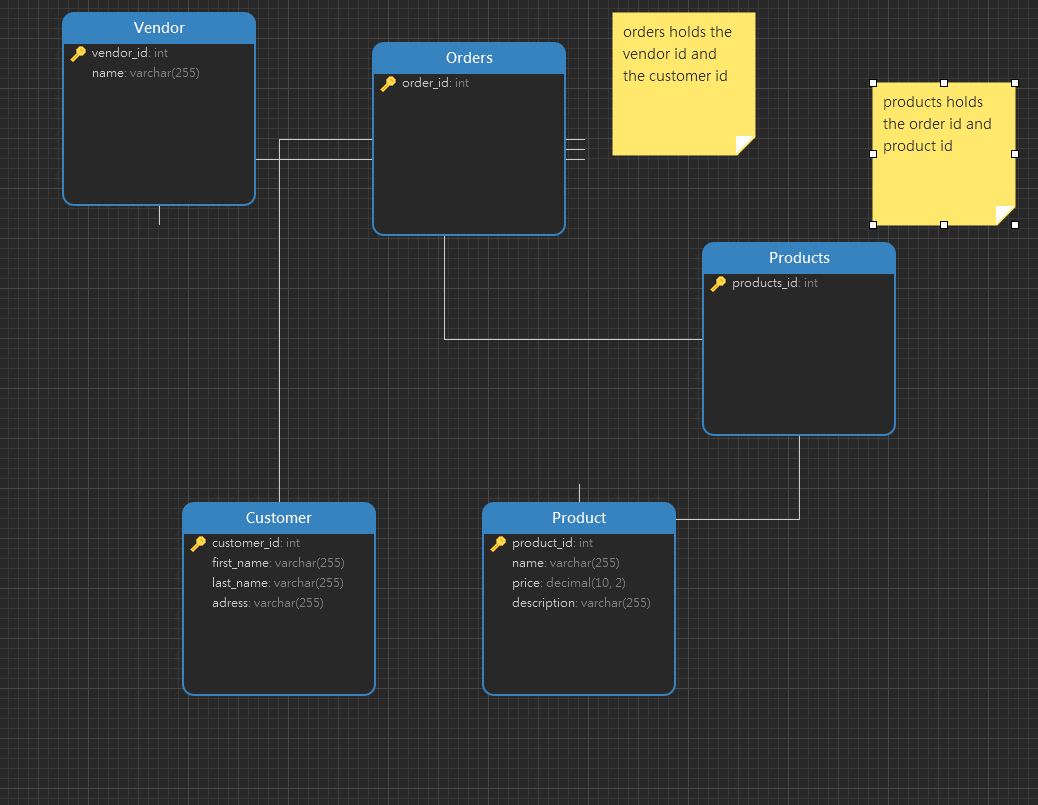 Vendor
vendor_id: int
name: varchar(255)
Orders
order_id: int
orders holds the
vendor id and
the customer id
products holds
the order id and
product id
Products
products_id: int
Customer
customer_id: int
first_name: varchar(255)
last_name: varchar(255)
adress: varchar(255)
Product
product_id: int
name: varchar(255)
price: decimal(10, 2)
description: varchar(255)